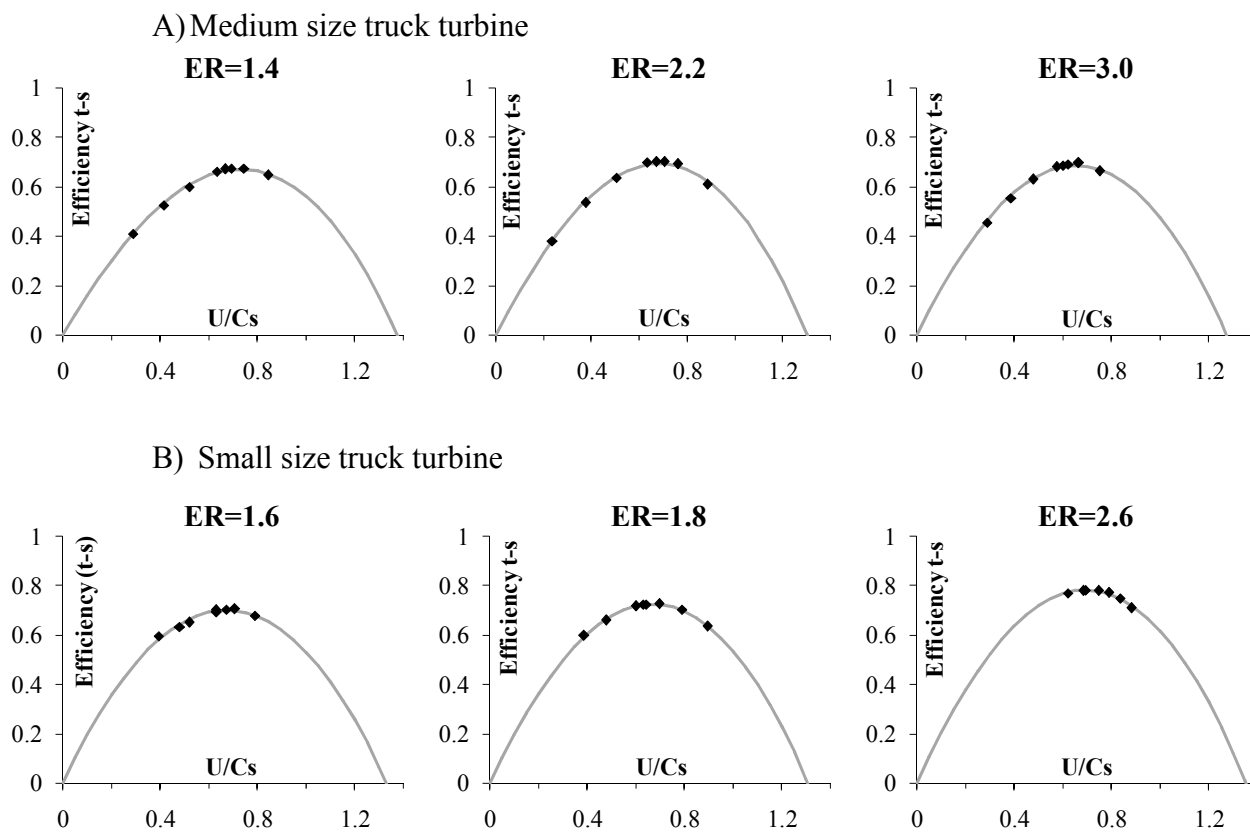 A) Medium size truck turbine
ER=1.4
ER=2.2
ER=3.0
1
0.8
0.6
0.4
0.2
0
Efficiency t-s
U/Cs
0 0.4 0.8 1.2
1
0.8
0.6
0.4
0.2
0
Efficiency t-s
U/Cs
0 0.4 0.8 1.2
1
0.8
0.6
0.4
0.2
0
Efficiency t-s
U/Cs
0 0.4 0.8 1.2
B) Small size truck turbine
ER=1.6
ER=1.8
ER=2.6
1
0.8
0.6
0.4
0.2
0
Efficiency (t-s)
U/Cs
0 0.4 0.8 1.2
1
0.8
0.6
0.4
0.2
0
Efficiency t-s
U/Cs
0 0.4 0.8 1.2
1
0.8
0.6
0.4
0.2
0
Efficiency t-s
U/Cs
0 0.4 0.8 1.2